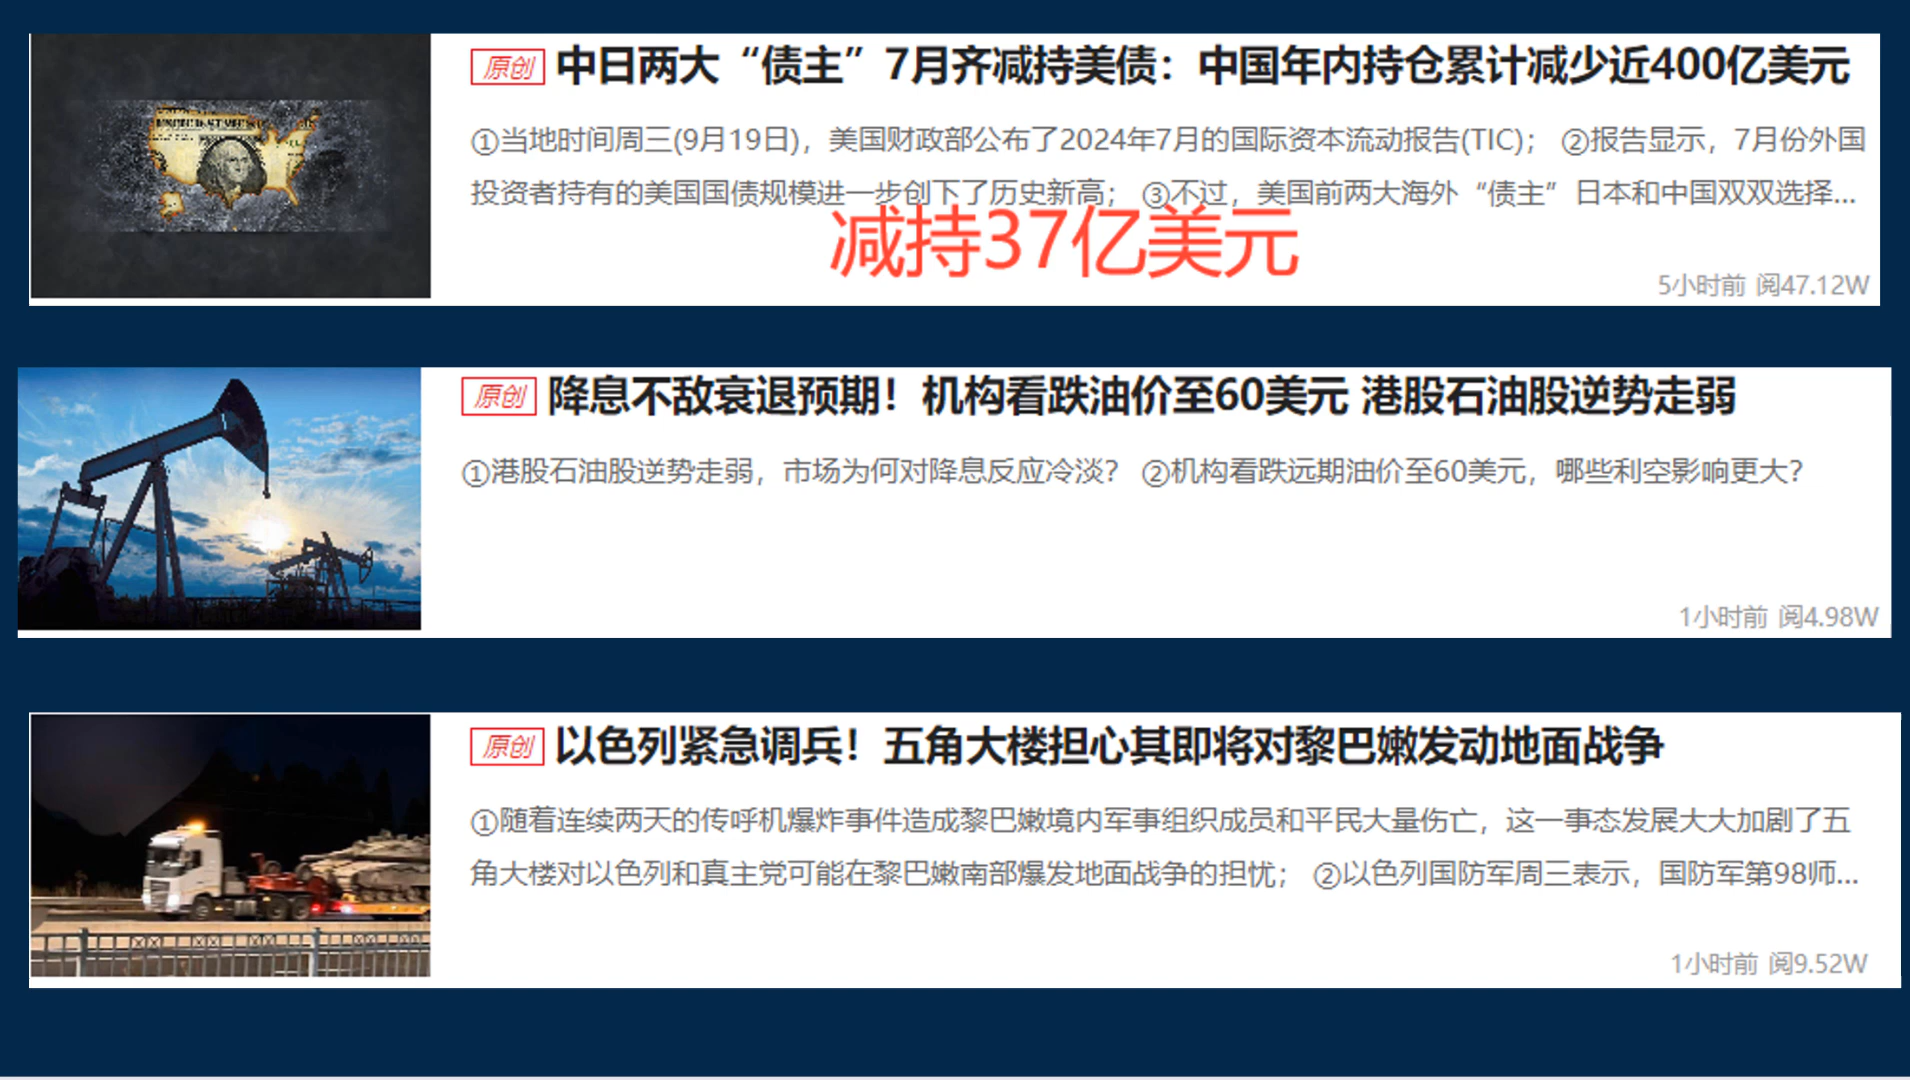 原创 中日两大“债主”7月齐减持美债：中国年内持仓累计减少近400亿美元
①当地时间周三(9月19日)，美国财政部公布了2024年7月的国际资本流动报告(TIC)； ②报告显示，7月份外国
投资者持有的美国国债规模进一步创下了历史新高； ③不过，美国前两大海外“债主”日本和中国双双选择...
减持37亿美元
5小时前 阅47.12W
原创 降息不敌衰退预期！机构看跌油价至60美元 港股石油股逆势走弱
①港股石油股逆势走弱，市场为何对降息反应冷淡？ ②机构看跌远期油价至60美元，哪些利空影响更大？
1小时前 阅4.98W
原创 以色列紧急调兵！五角大楼担心其即将对黎巴嫩发动地面战争
①随着连续两天的传呼机爆炸事件造成黎巴嫩境内军事组织成员和平民大量伤亡，这一事态发展大大加剧了五
角大楼对以色列和真主党可能在黎巴嫩南部爆发地面战争的担忧； ②以色列国防军周三表示，国防军第98师...
1小时前 阅9.52W